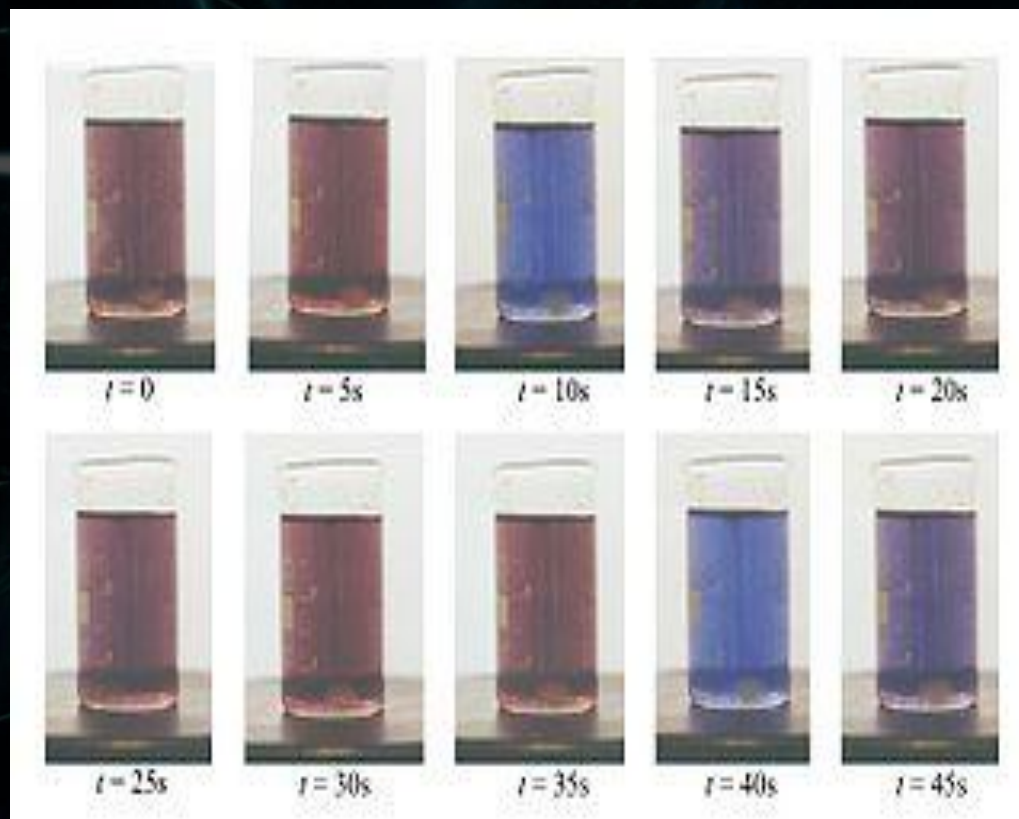 t = 0 t = 5s t = 10s t = 15s t = 20s
t = 25s t = 30s t = 35s t = 40s t = 45s